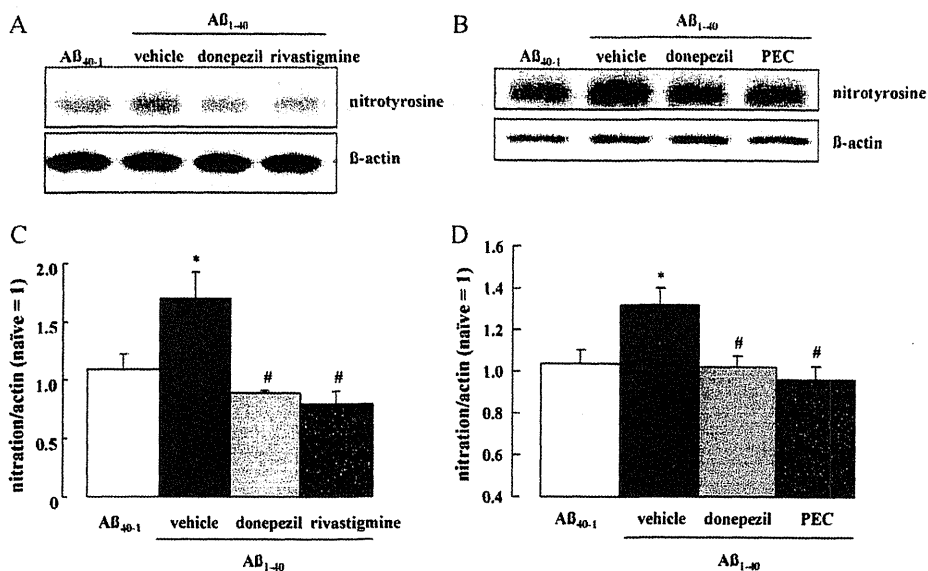 A
Aß1-40
Aß40-1 vehicle donepezil rivastigmine
nitrotyrosine
ß-actin
B
Aß1-40
Aß40-1 vehicle donepezil PEC
nitrotyrosine
ß-actin
C
nitration/actin (naïve = 1)
2.0
1.5
1.0
0.5
0
*
#
#
Aß40-1 vehicle donepezil rivastigmine
Aß1-40
D
nitration/actin (naïve = 1)
1.6
1.4
1.2
1.0
0.8
0.6
0.4
*
#
#
Aß40-1 vehicle donepezil PEC
Aß1-40